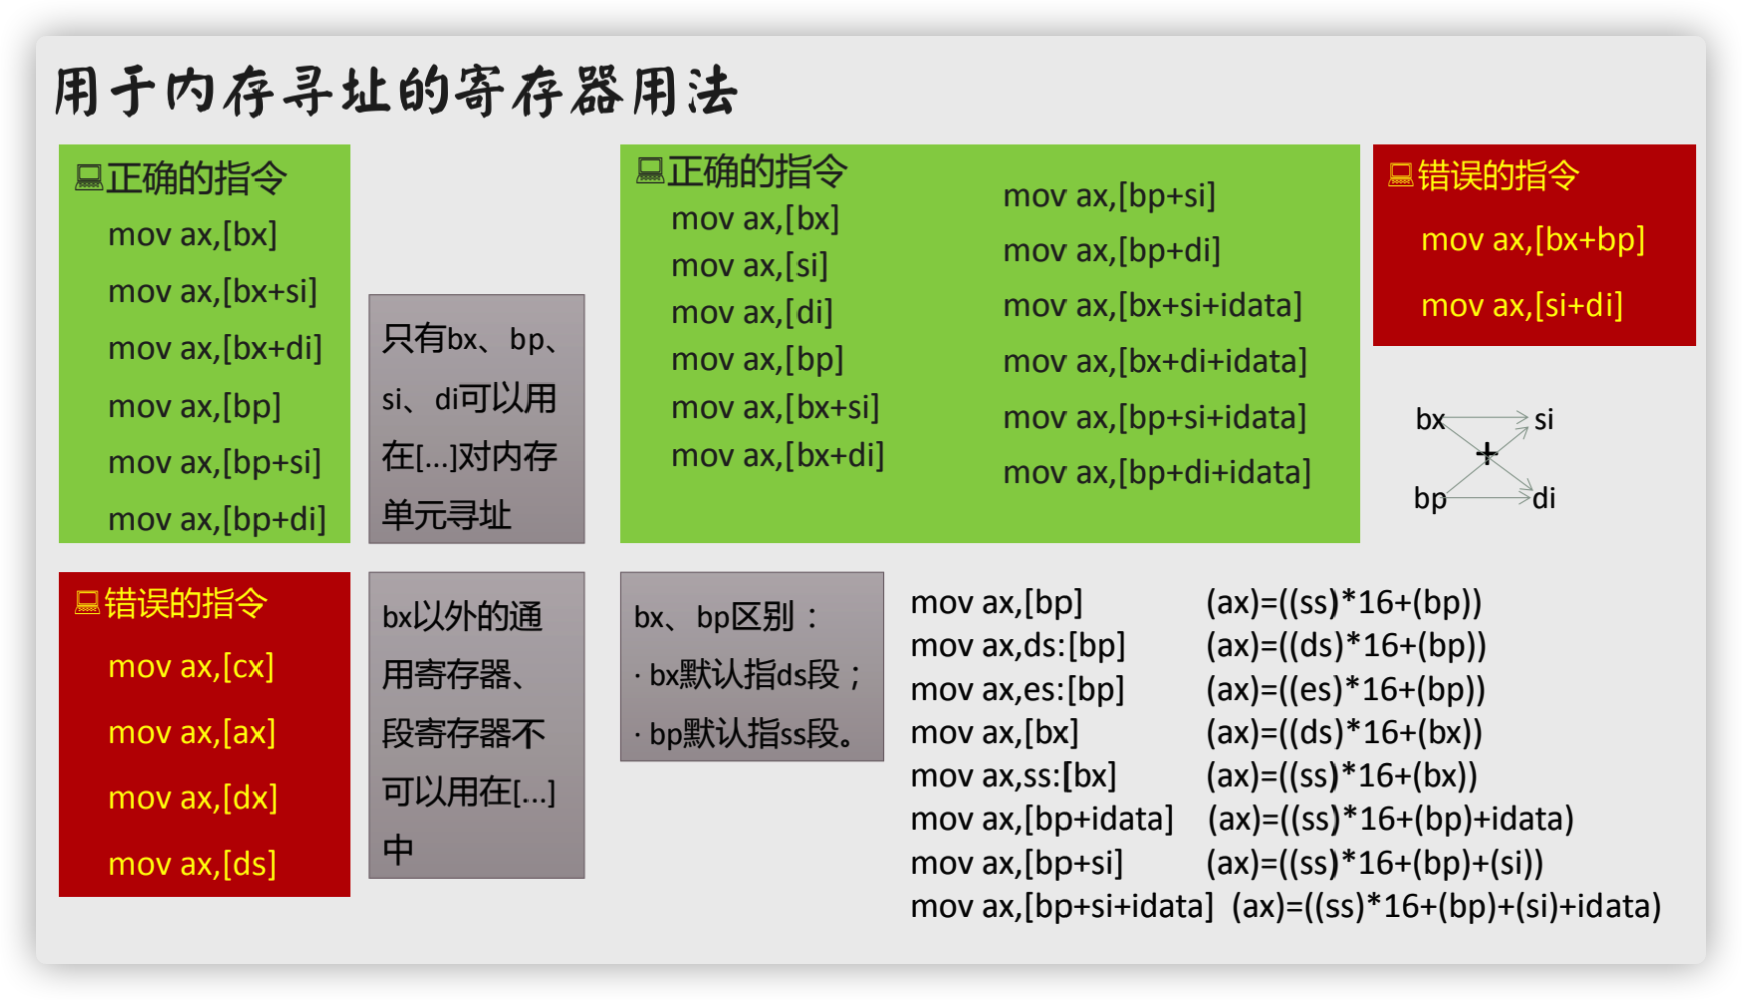 用于内存寻址的寄存器用法
正确的指令
mov ax,[bx]
mov ax,[bx+si]
mov ax,[bx+di]
mov ax,[bp]
mov ax,[bp+si]
mov ax,[bp+di]
只有bx、bp、
si、di可以用
在[...]对内存
单元寻址
错误的指令
mov ax,[cx]
mov ax,[ax]
mov ax,[dx]
mov ax,[ds]
bx以外的通
用寄存器、
段寄存器不
可以用在[...]
中
正确的指令
mov ax,[bx]
mov ax,[si]
mov ax,[di]
mov ax,[bp]
mov ax,[bx+si]
mov ax,[bx+di]
mov ax,[bp+si]
mov ax,[bp+di]
mov ax,[bx+si+idata]
mov ax,[bx+di+idata]
mov ax,[bp+si+idata]
mov ax,[bp+di+idata]
错误的指令
mov ax,[bx+bp]
mov ax,[si+di]
bx si
+
bp di
bx、bp区别：
· bx默认指ds段；
· bp默认指ss段。
mov ax,[bp] (ax)=((ss)*16+(bp))
mov ax,ds:[bp] (ax)=((ds)*16+(bp))
mov ax,es:[bp] (ax)=((es)*16+(bp))
mov ax,[bx] (ax)=((ds)*16+(bx))
mov ax,ss:[bx] (ax)=((ss)*16+(bx))
mov ax,[bp+idata] (ax)=((ss)*16+(bp)+idata)
mov ax,[bp+si] (ax)=((ss)*16+(bp)+(si))
mov ax,[bp+si+idata] (ax)=((ss)*16+(bp)+(si)+idata)